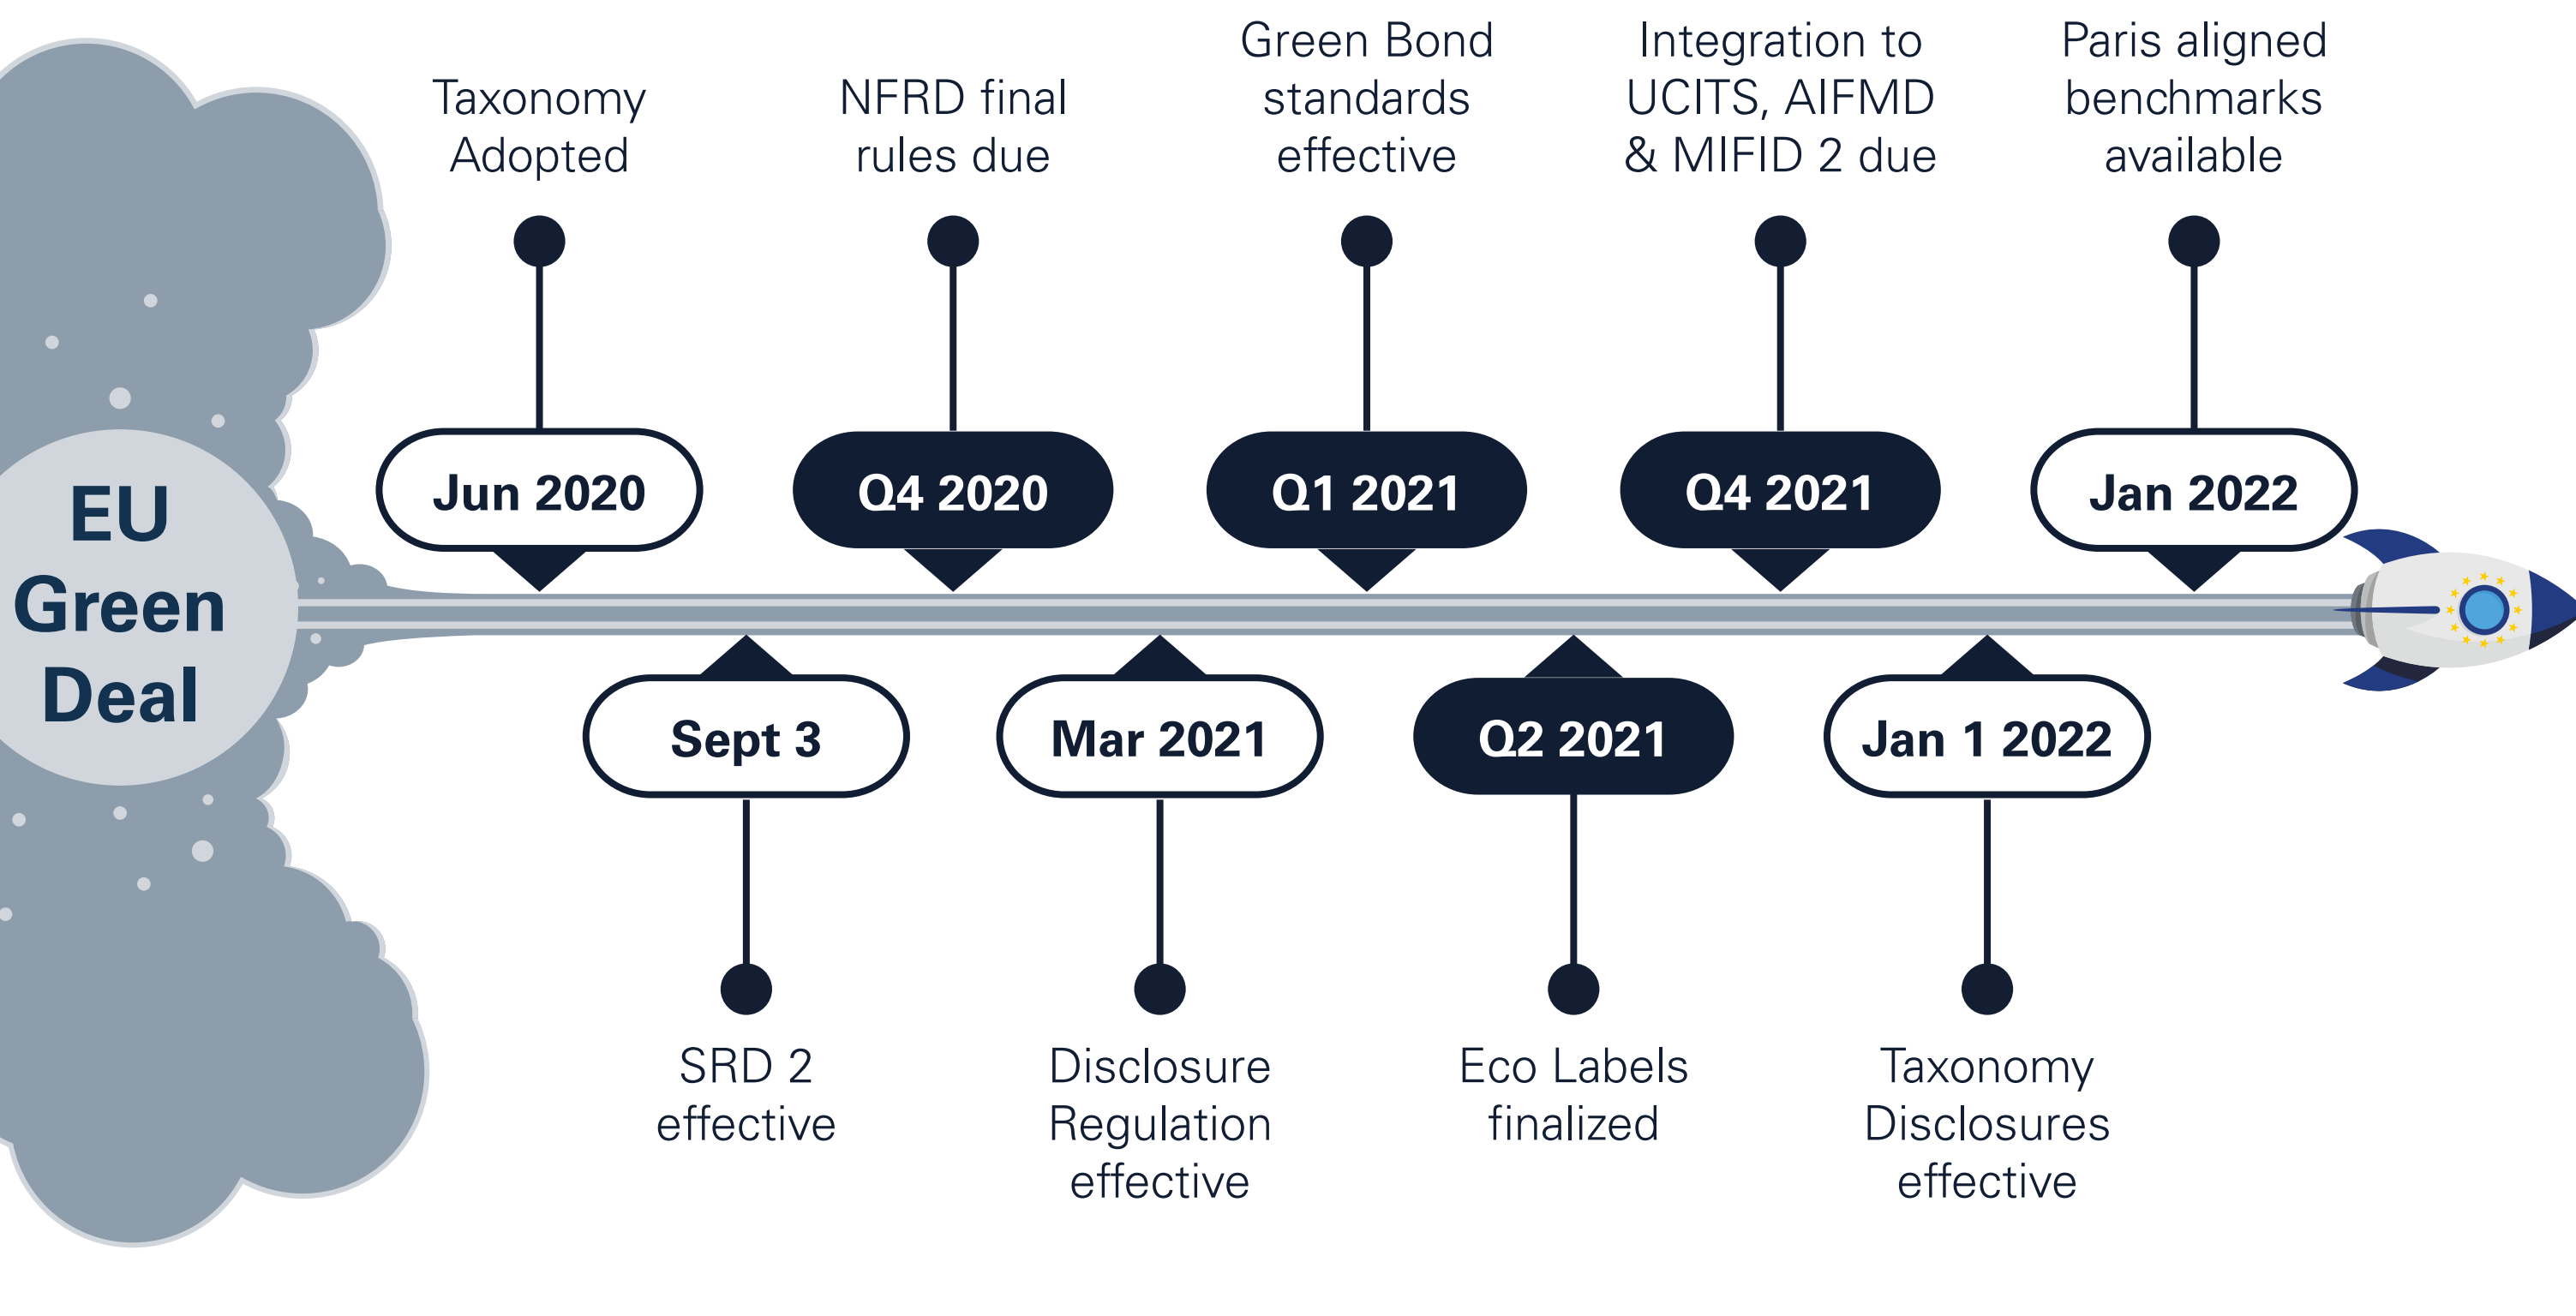 EU
Green
Deal
Taxonomy
Adopted
Jun 2020
Sept 3
SRD 2
effective
NFRD final
rules due
Q4 2020
Mar 2021
Disclosure
Regulation
effective
Green Bond
standards
effective
Q1 2021
Q2 2021
Eco Labels
finalized
Integration to
UCITS, AIFMD
& MIFID 2 due
Q4 2021
Jan 1 2022
Taxonomy
Disclosures
effective
Paris aligned
benchmarks
available
Jan 2022